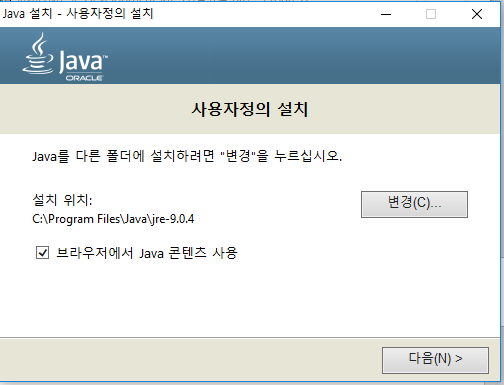 Java 설치 - 사용자정의 설치
Java™
ORACLE
사용자정의 설치
Java를 다른 폴더에 설치하려면 "변경"을 누르십시오.
설치 위치:
C:\Program Files\Java\jre-9.0.4
변경(C)...
브라우저에서 Java 콘텐츠 사용
다음(N) >